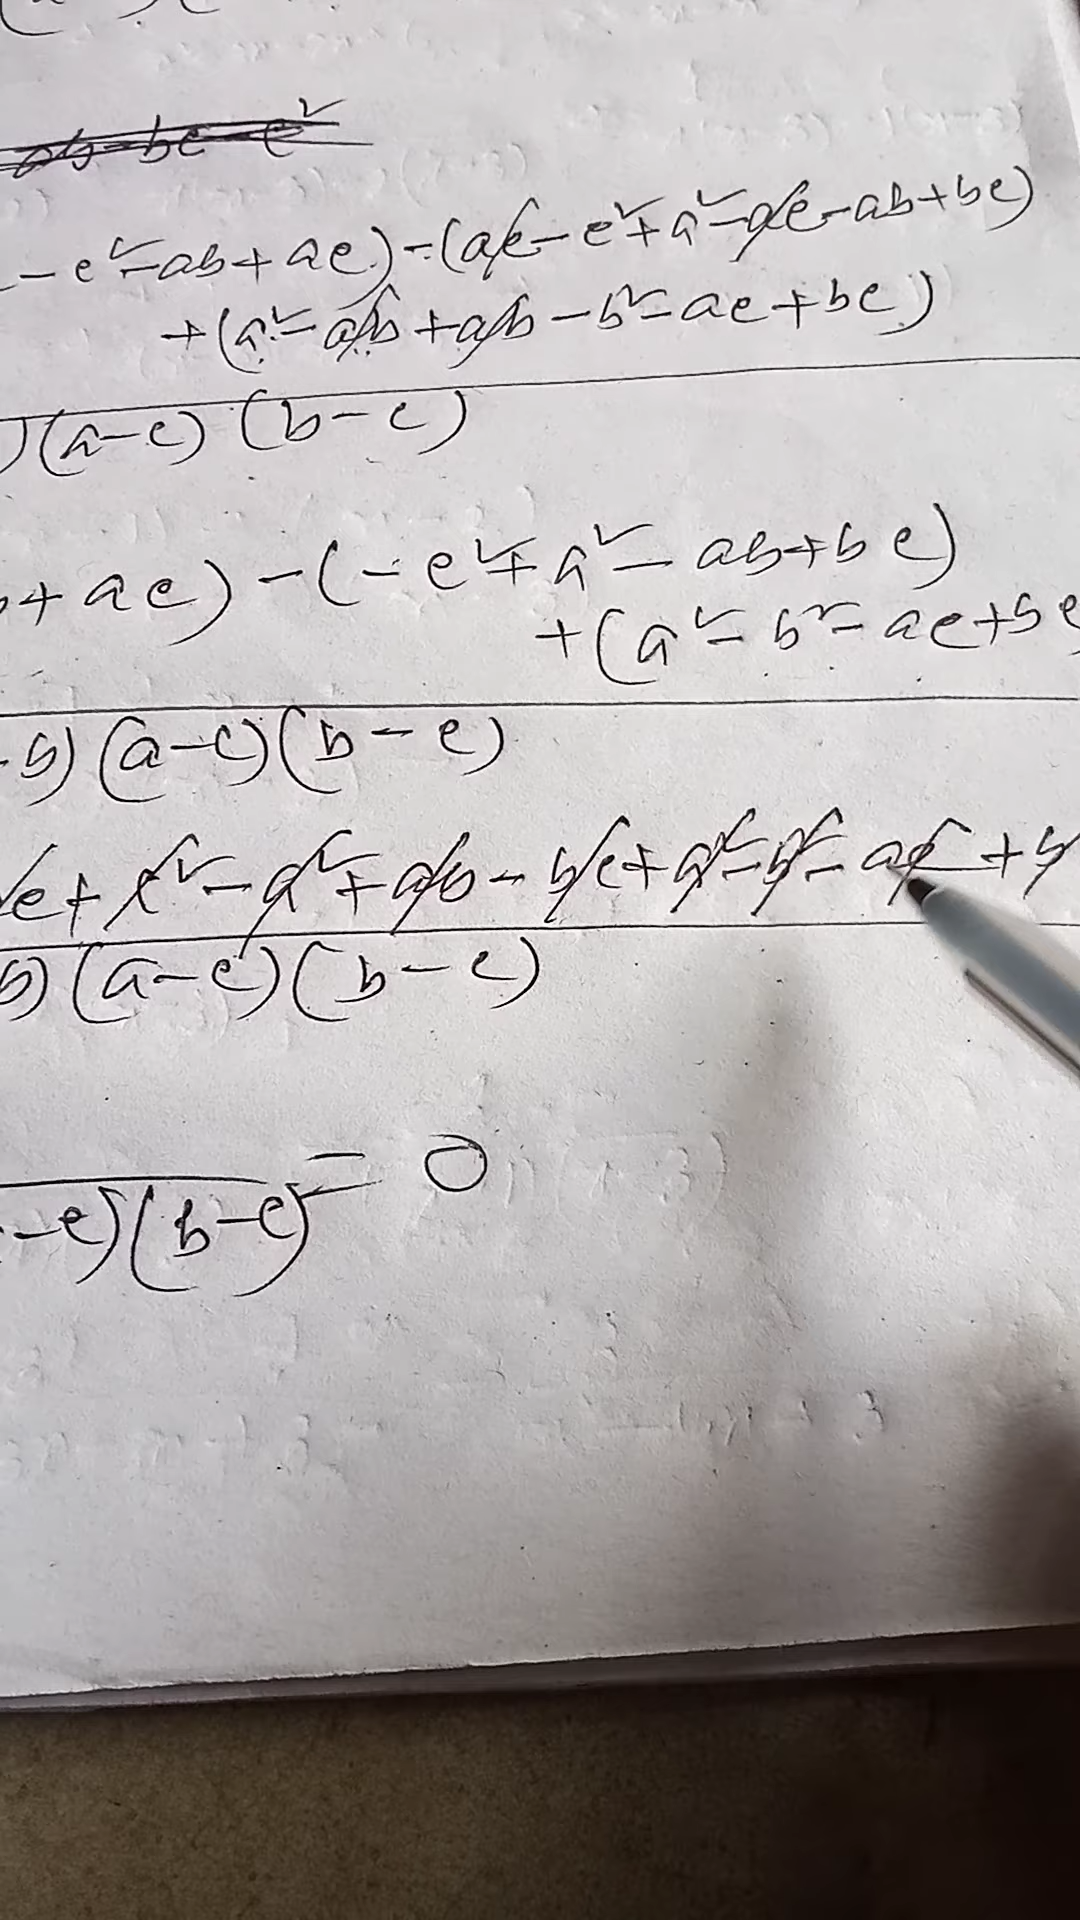 ab-bc-c²
-c²-ab+ac)-(ac-c²+a²-ac-ab+bc)
+(a²-ab+ab-b²-ac+bc)
)(a-c)(b-c)
+ac)-(-c²+a²-ab+bc)
+(a²-b²-ac+bc
-b)(a-c)(b-c)
c+c²-a²+ab-bc+a²-b²-ac+b
b)(a-c)(b-c)
= 0
-c)(b-c)